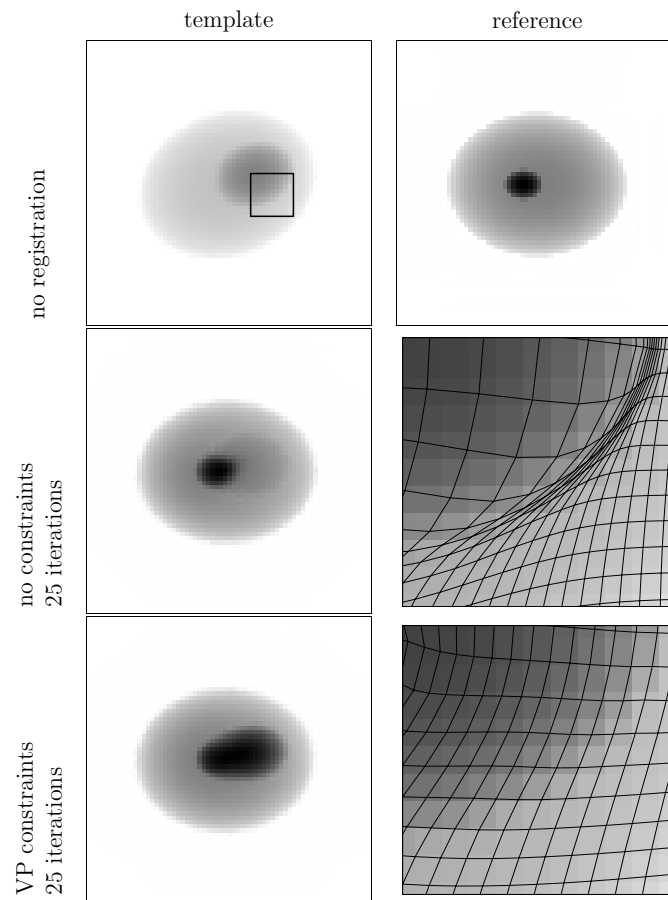 template
reference
no registration
no constraints
25 iterations
VP constraints
25 iterations